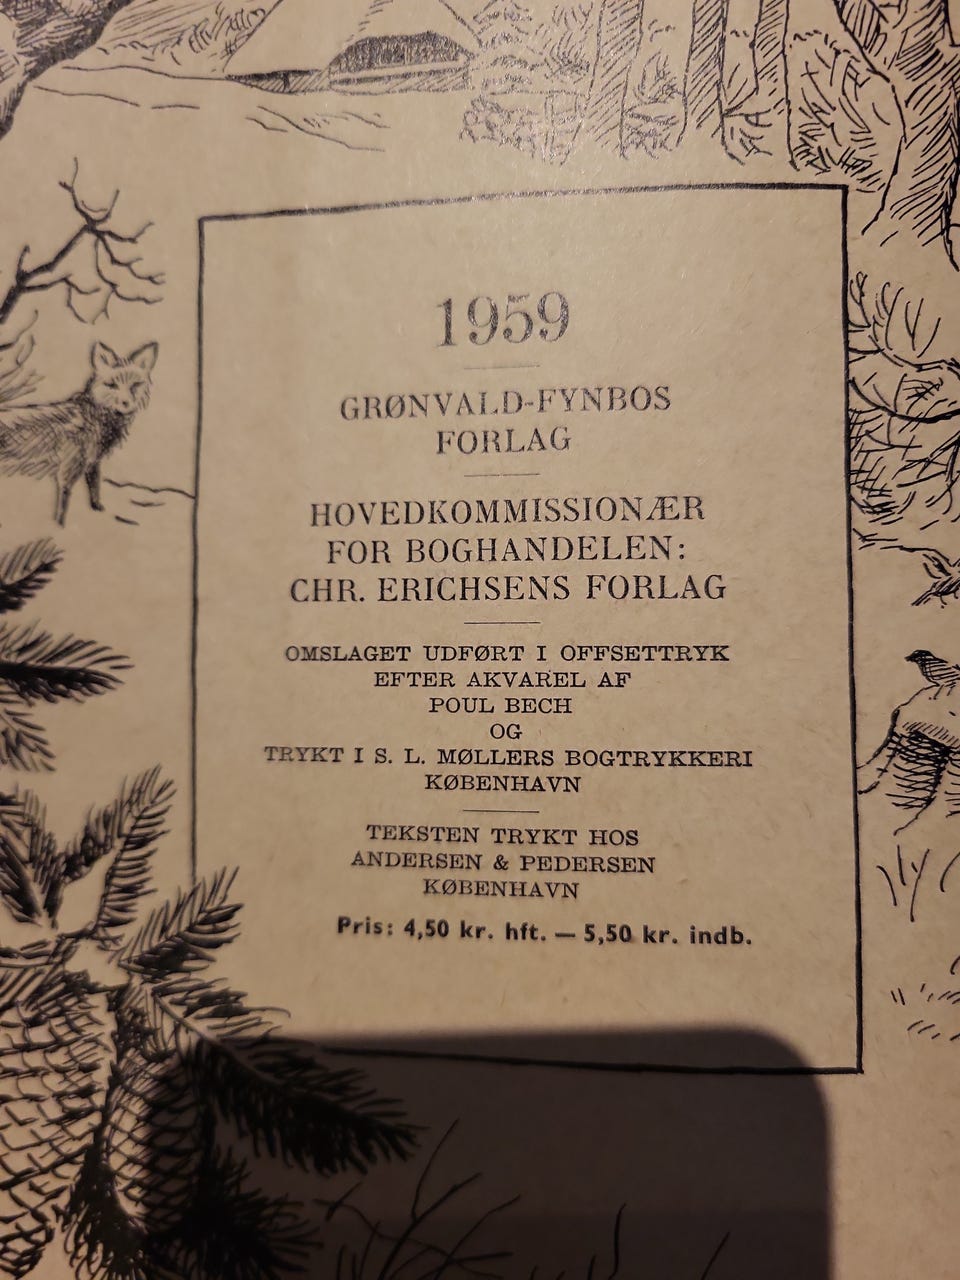 1959
GRØNVALD-FYNBOS
FORLAG
HOVEDKOMMISSIONÆR
FOR BOGHANDELEN:
CHR. ERICHSENS FORLAG
OMSLAGET UDFØRT I OFFSETTRYK
EFTER AKVAREL AF
POUL BECH
OG
TRYKT I S. L. MØLLERS BOGTRYKKERI
KØBENHAVN
TEKSTEN TRYKT HOS
ANDERSEN & PEDERSEN
KØBENHAVN
Pris: 4,50 kr. hft. — 5,50 kr. indb.